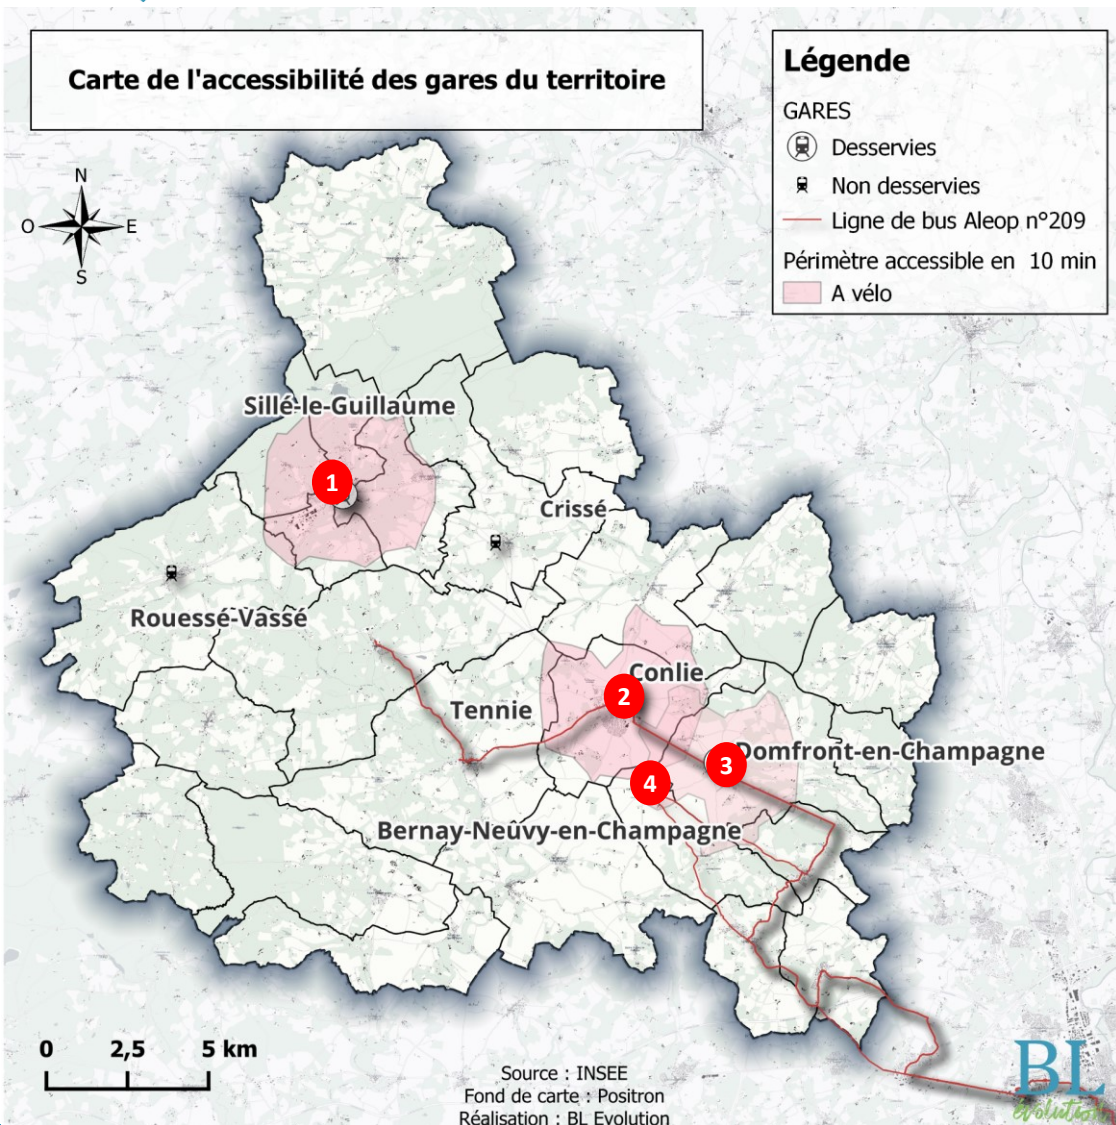 Carte de l'accessibilité des gares du territoire
Légende
GARES
Desservies
Non desservies
Ligne de bus Aleop n°209
Périmètre accessible en 10 min
A vélo
N
O
E
S
Sillé-le-Guillaume
1
Crissé
Rouessé-Vassé
Conlie
2
Tennie
Domfront-en-Champagne
3
4
Bernay-Neuvy-en-Champagne
0 2,5 5 km
Source : INSEE
Fond de carte : Positron
Réalisation : BL Evolution
BL
évolution